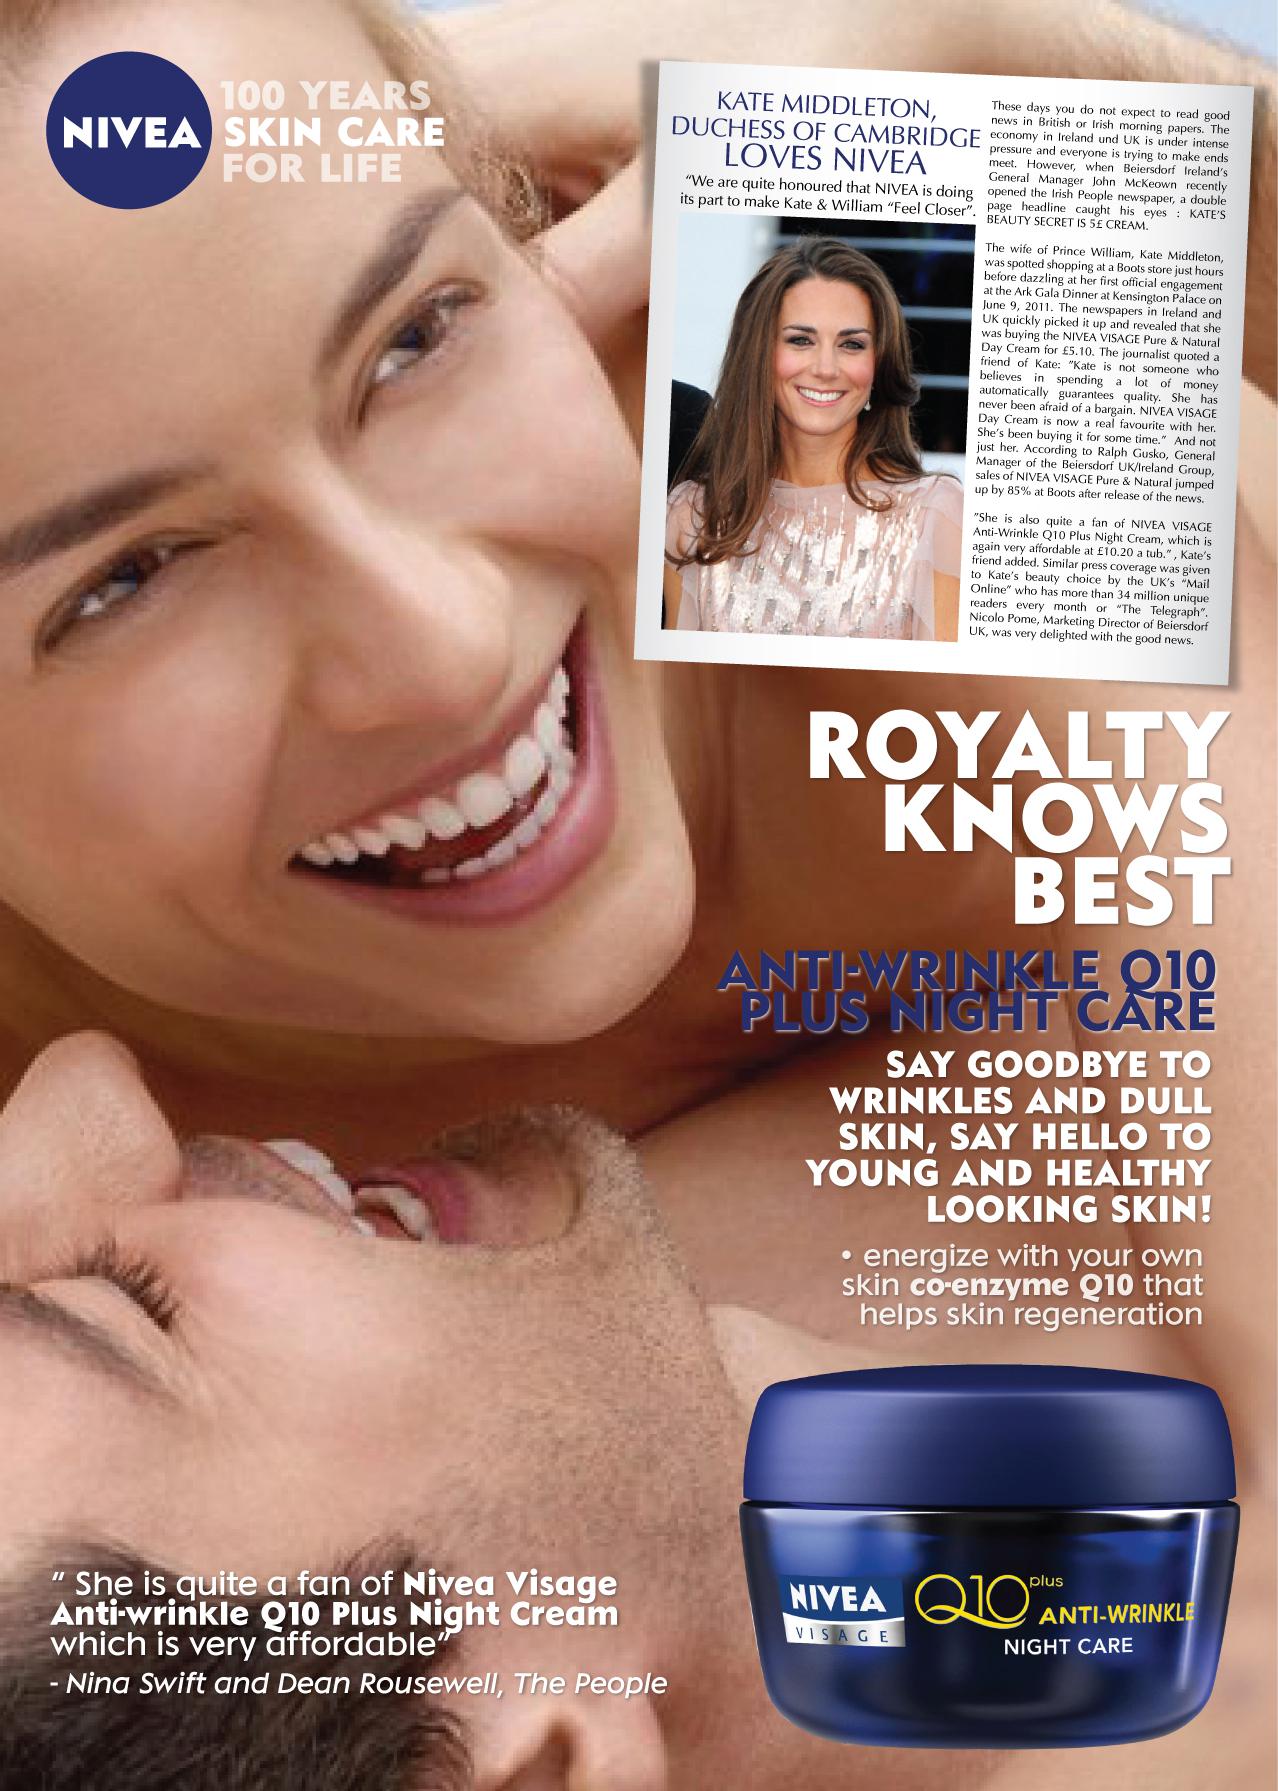 NIVEA
100 YEARS
SKIN CARE
FOR LIFE
KATE MIDDLETON,
DUCHESS OF CAMBRIDGE
LOVES NIVEA
“We are quite honoured that NIVEA is doing
its part to make Kate & William “Feel Closer”.
These days you do not expect to read good
news in British or Irish morning papers. The
economy in Ireland und UK is under intense
pressure and everyone is trying to make ends
meet. However, when Beiersdorf Ireland's
General Manager John McKeown recently
opened the Irish People newspaper, a double
page headline caught his eyes : KATE'S
BEAUTY SECRET IS 5£ CREAM.
The wife of Prince William, Kate Middleton,
was spotted shopping at a Boots store just hours
before dazzling at her first official engagement
at the Ark Gala Dinner at Kensington Palace on
June 9, 2011. The newspapers in Ireland and
UK quickly picked it up and revealed that she
was buying the NIVEA VISAGE Pure & Natural
Day Cream for £5.10. The journalist quoted a
friend of Kate: "Kate is not someone who
believes in spending a lot of money
automatically guarantees quality. She has
never been afraid of a bargain. NIVEA VISAGE
Day Cream is now a real favourite with her.
She's been buying it for some time." And not
just her. According to Ralph Gusko, General
Manager of the Beiersdorf UK/Ireland Group,
sales of NIVEA VISAGE Pure & Natural jumped
up by 85% at Boots after release of the news.
"She is also quite a fan of NIVEA VISAGE
Anti-Wrinkle Q10 Plus Night Cream, which is
again very affordable at £10.20 a tub." , Kate's
friend added. Similar press coverage was given
to Kate's beauty choice by the UK's "Mail
Online" who has more than 34 million unique
readers every month or "The Telegraph".
Nicolo Pome, Marketing Director of Beiersdorf
UK, was very delighted with the good news.
ROYALTY
KNOWS
BEST
ANTI-WRINKLE Q10
PLUS NIGHT CARE
SAY GOODBYE TO
WRINKLES AND DULL
SKIN, SAY HELLO TO
YOUNG AND HEALTHY
LOOKING SKIN!
• energize with your own
skin co-enzyme Q10 that
helps skin regeneration
“ She is quite a fan of Nivea Visage
Anti-wrinkle Q10 Plus Night Cream
which is very affordable”
- Nina Swift and Dean Rousewell, The People
NIVEA
VISAGE
Q10 plus
ANTI-WRINKLE
NIGHT CARE